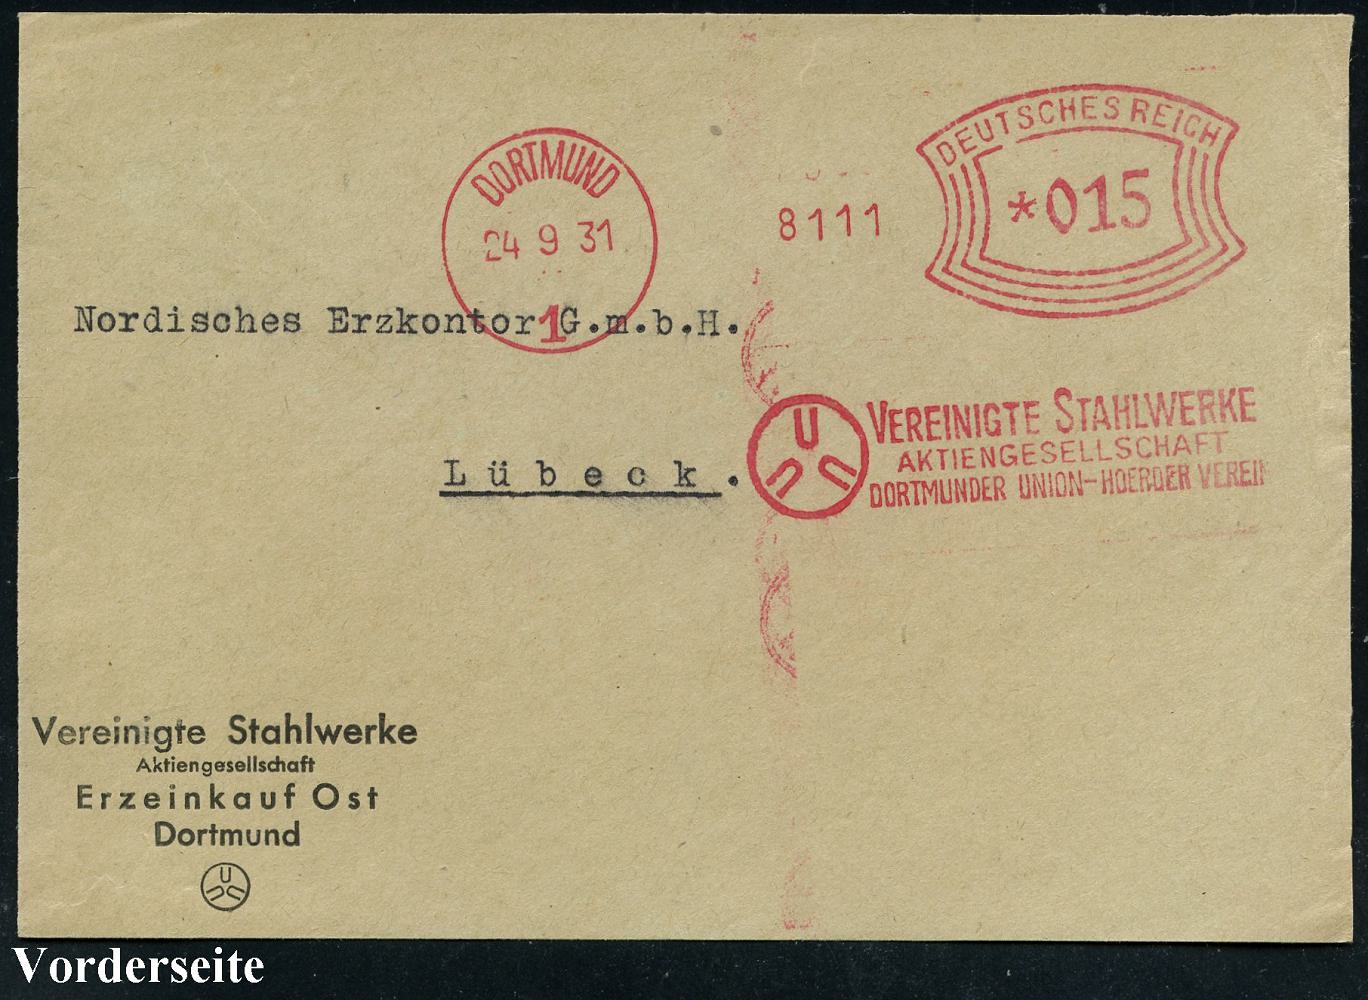 DEUTSCHES REICH
*015
8111
DORTMUND
24 9 31
1
Nordisches Erzkontor G.m.b.H.
Lübeck.
VEREINIGTE STAHLWERKE
AKTIENGESELLSCHAFT
DORTMUNDER UNION-HOERDER VEREIN
Vereinigte Stahlwerke
Aktiengesellschaft
Erzeinkauf Ost
Dortmund
Vorderseite